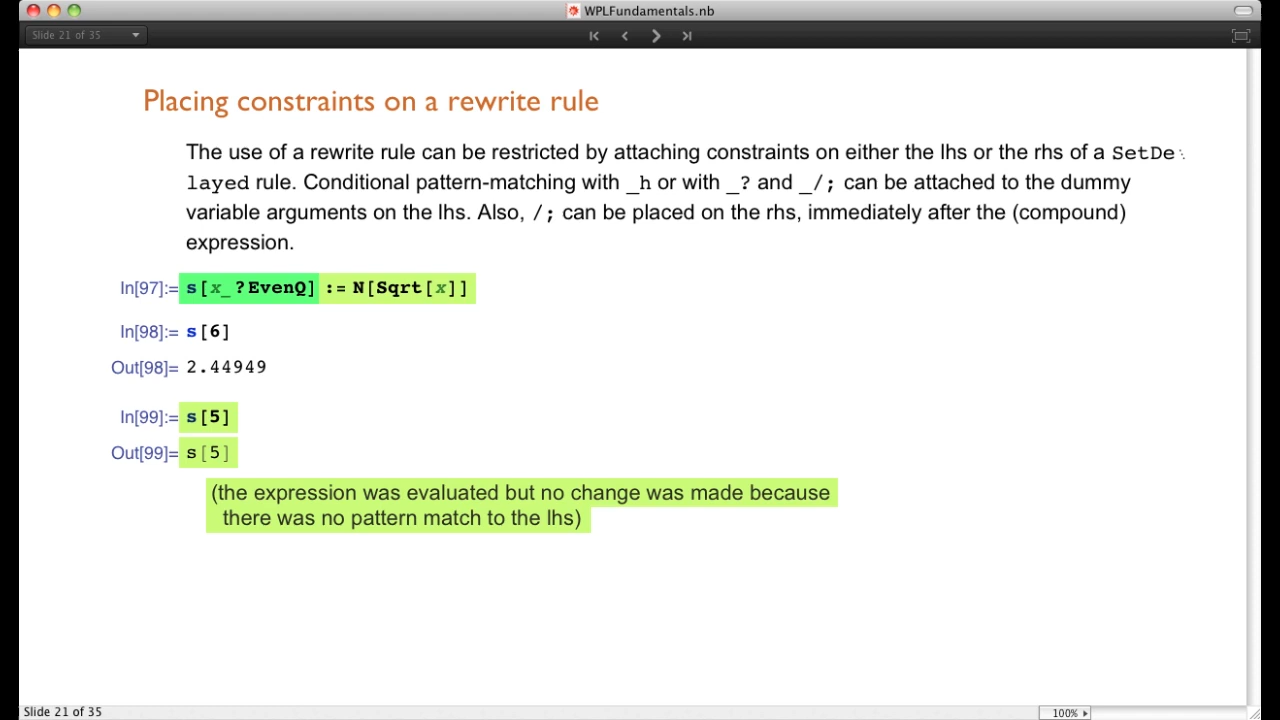 WPLFundamentals.nb
Slide 21 of 35
Placing constraints on a rewrite rule
The use of a rewrite rule can be restricted by attaching constraints on either the lhs or the rhs of a SetDe
layed rule. Conditional pattern-matching with _h or with _? and _/; can be attached to the dummy
variable arguments on the lhs. Also, /; can be placed on the rhs, immediately after the (compound)
expression.
In[97]:= s[x_?EvenQ] := N[Sqrt[x]]
In[98]:= s[6]
Out[98]= 2.44949
In[99]:= s[5]
Out[99]= s[5]
(the expression was evaluated but no change was made because
there was no pattern match to the lhs)
Slide 21 of 35
100%